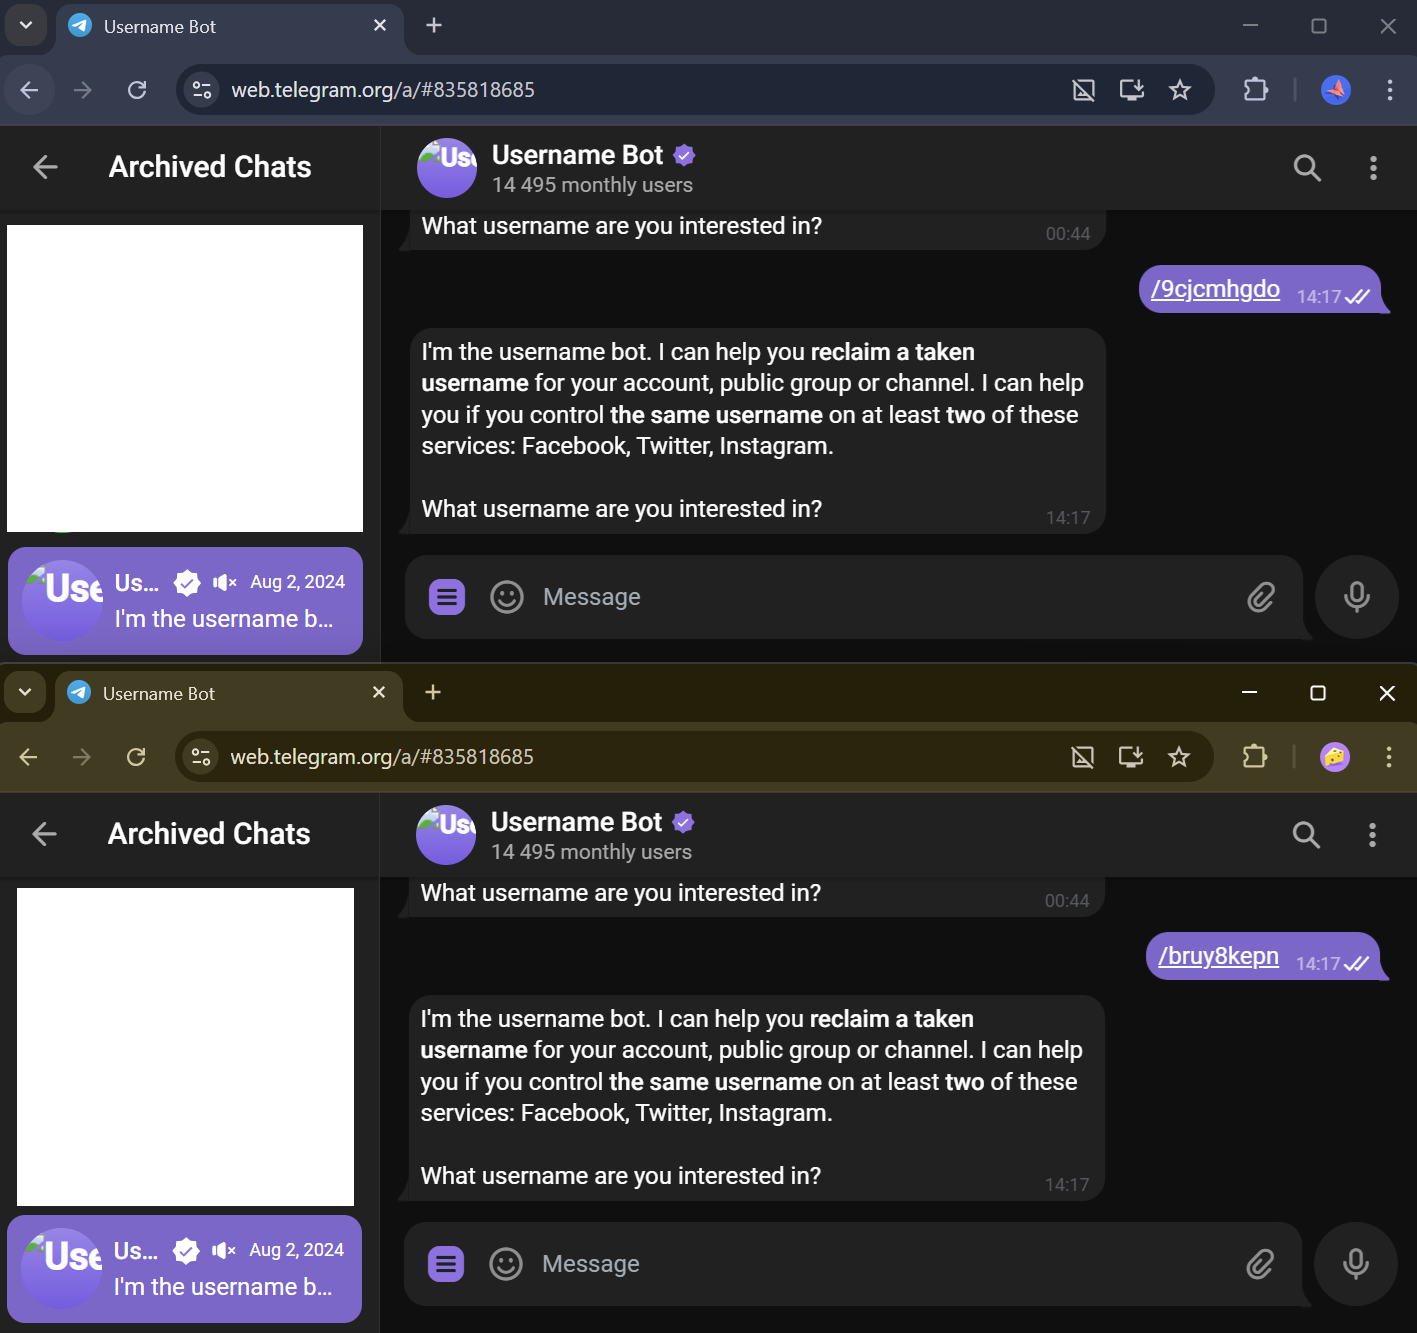 Username Bot
web.telegram.org/a/#835818685
Archived Chats
Username Bot
14 495 monthly users
What username are you interested in?
00:44
/9cjcmhgdo 14:17
I'm the username bot. I can help you reclaim a taken
username for your account, public group or channel. I can help
you if you control the same username on at least two of these
services: Facebook, Twitter, Instagram.
What username are you interested in?
14:17
Use
Us... Aug 2, 2024
I'm the username b...
Message
Username Bot
web.telegram.org/a/#835818685
Archived Chats
Username Bot
14 495 monthly users
What username are you interested in?
00:44
/bruy8kepn 14:17
I'm the username bot. I can help you reclaim a taken
username for your account, public group or channel. I can help
you if you control the same username on at least two of these
services: Facebook, Twitter, Instagram.
What username are you interested in?
14:17
Use
Us... Aug 2, 2024
I'm the username b...
Message